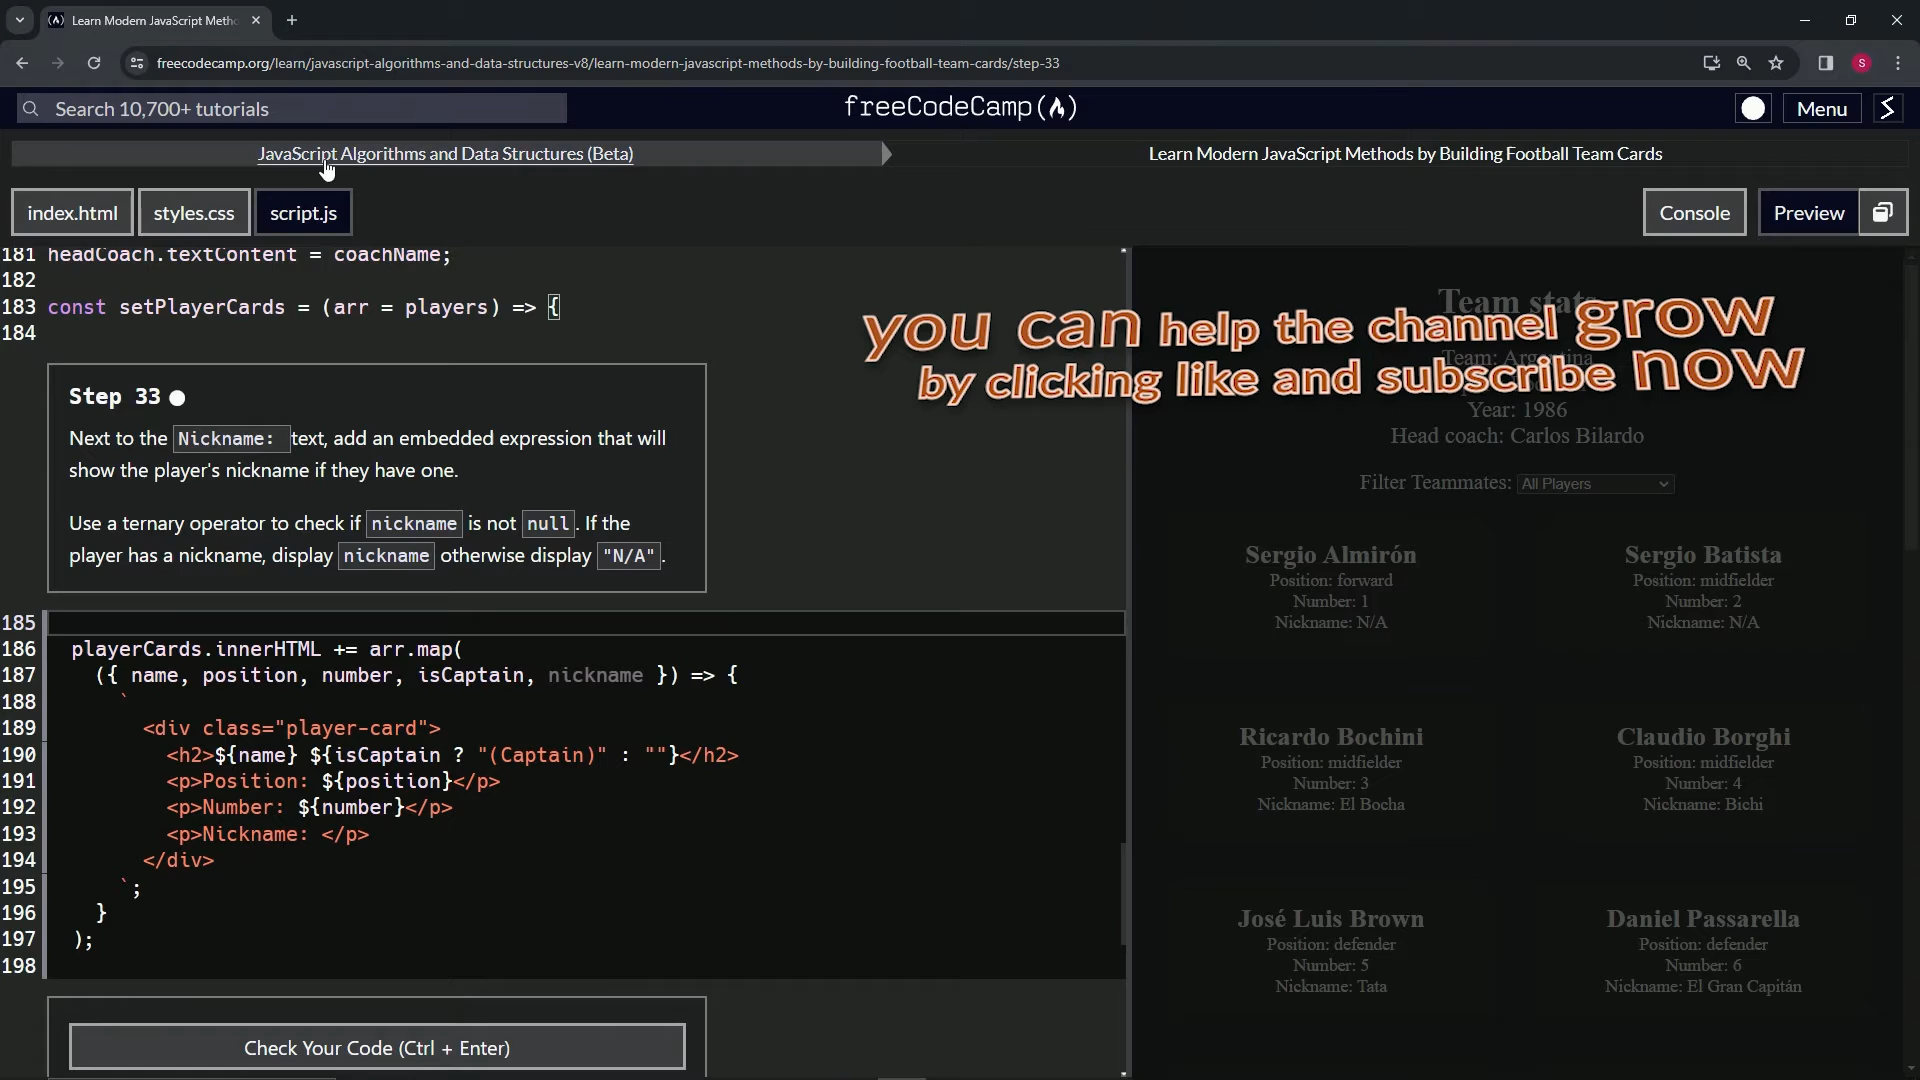 Learn Modern JavaScript Meth
freecodecamp.org/learn/javascript-algorithms-and-data-structures-v8/learn-modern-javascript-methods-by-building-football-team-cards/step-33
S
Search 10,700+ tutorials
freeCodeCamp(🔥)
Menu
JavaScript Algorithms and Data Structures (Beta)
Learn Modern JavaScript Methods by Building Football Team Cards
index.html
styles.css
script.js
Console
Preview
181 headCoach.textContent = coachName;
182
183 const setPlayerCards = (arr = players) => {
184
Step 33
Next to the Nickname: text, add an embedded expression that will
show the player's nickname if they have one.
Use a ternary operator to check if nickname is not null. If the
player has a nickname, display nickname otherwise display "N/A".
185
186 playerCards.innerHTML += arr.map(
187 ({ name, position, number, isCaptain, nickname }) => {
188 `
189 <div class="player-card">
190 <h2>${name} ${isCaptain ? "(Captain)" : ""}</h2>
191 <p>Position: ${position}</p>
192 <p>Number: ${number}</p>
193 <p>Nickname: </p>
194 </div>
195 `;
196 }
197 );
198
Check Your Code (Ctrl + Enter)
you can help the channel grow
by clicking like and subscribe now
Team stats
Team: Argentina
Year: 1986
Head coach: Carlos Bilardo
Filter Teammates: All Players
Sergio Almirón
Position: forward
Number: 1
Nickname: N/A
Sergio Batista
Position: midfielder
Number: 2
Nickname: N/A
Ricardo Bochini
Position: midfielder
Number: 3
Nickname: El Bocha
Claudio Borghi
Position: midfielder
Number: 4
Nickname: Bichi
José Luis Brown
Position: defender
Number: 5
Nickname: Tata
Daniel Passarella
Position: defender
Number: 6
Nickname: El Gran Capitán